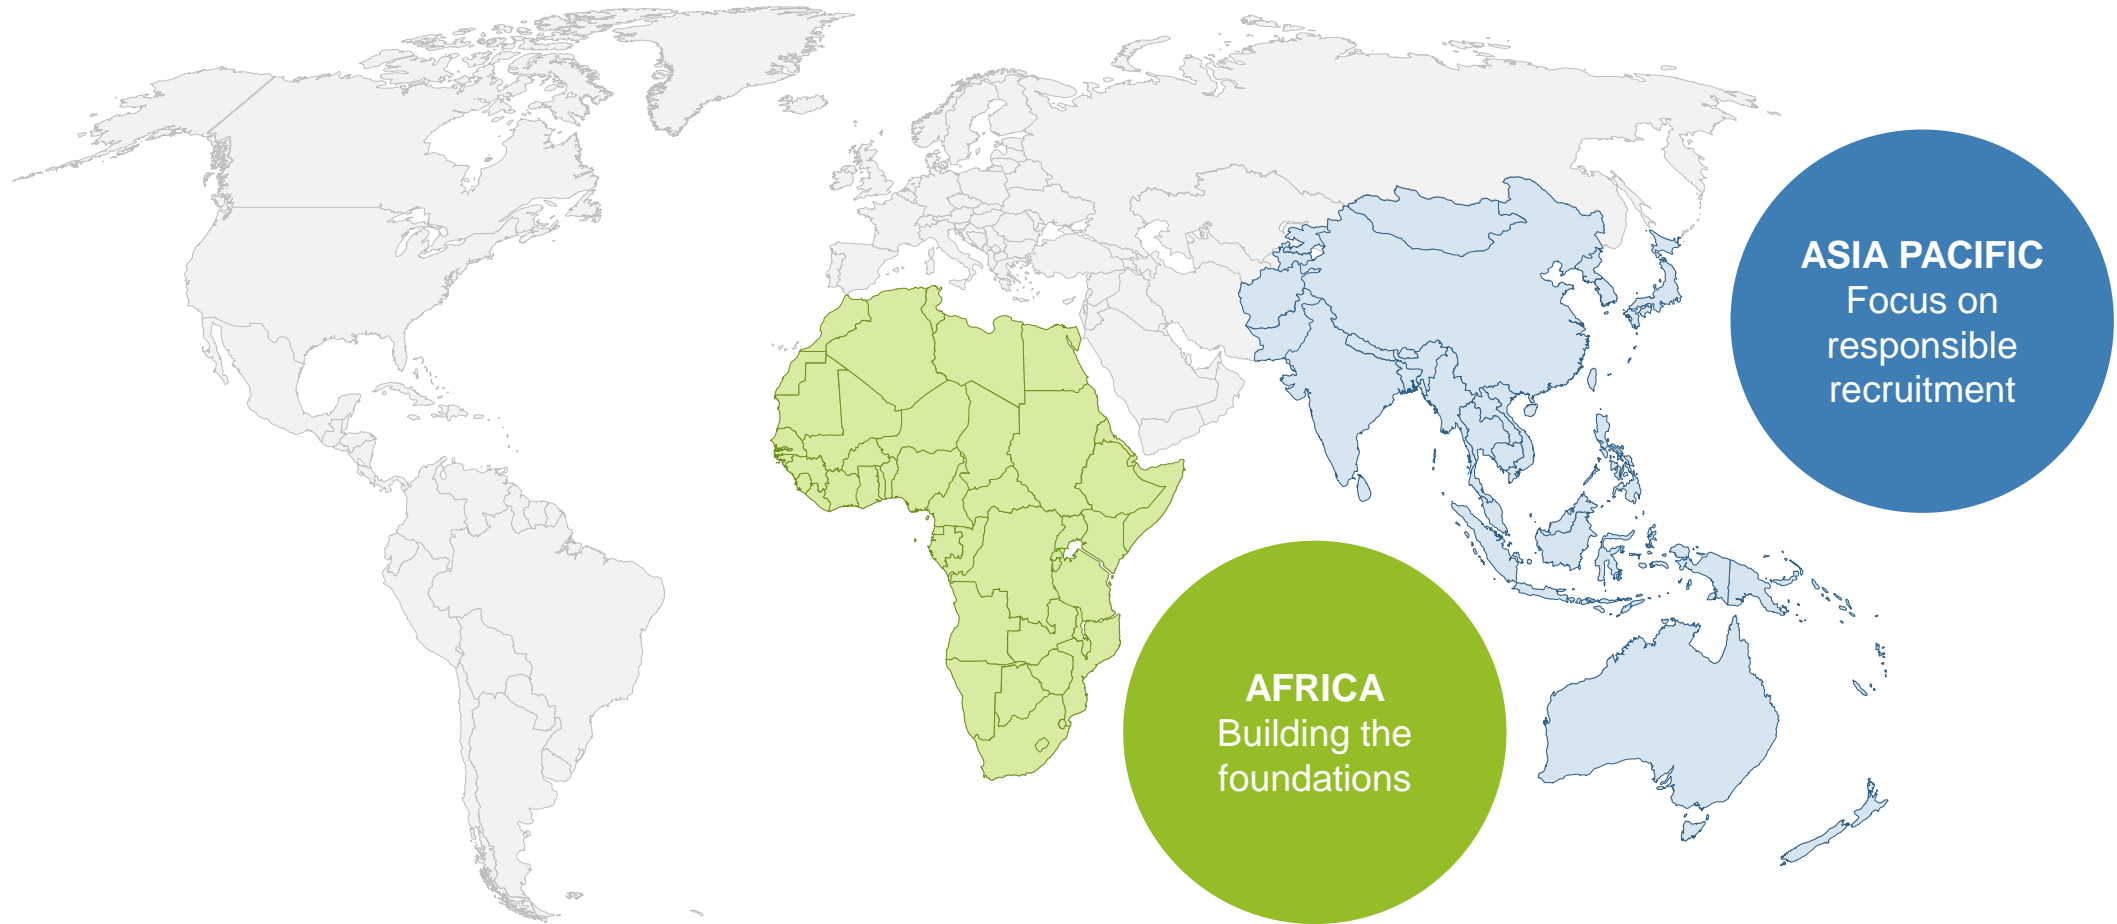 ASIA PACIFIC
Focus on
responsible
recruitment
AFRICA
Building the
foundations